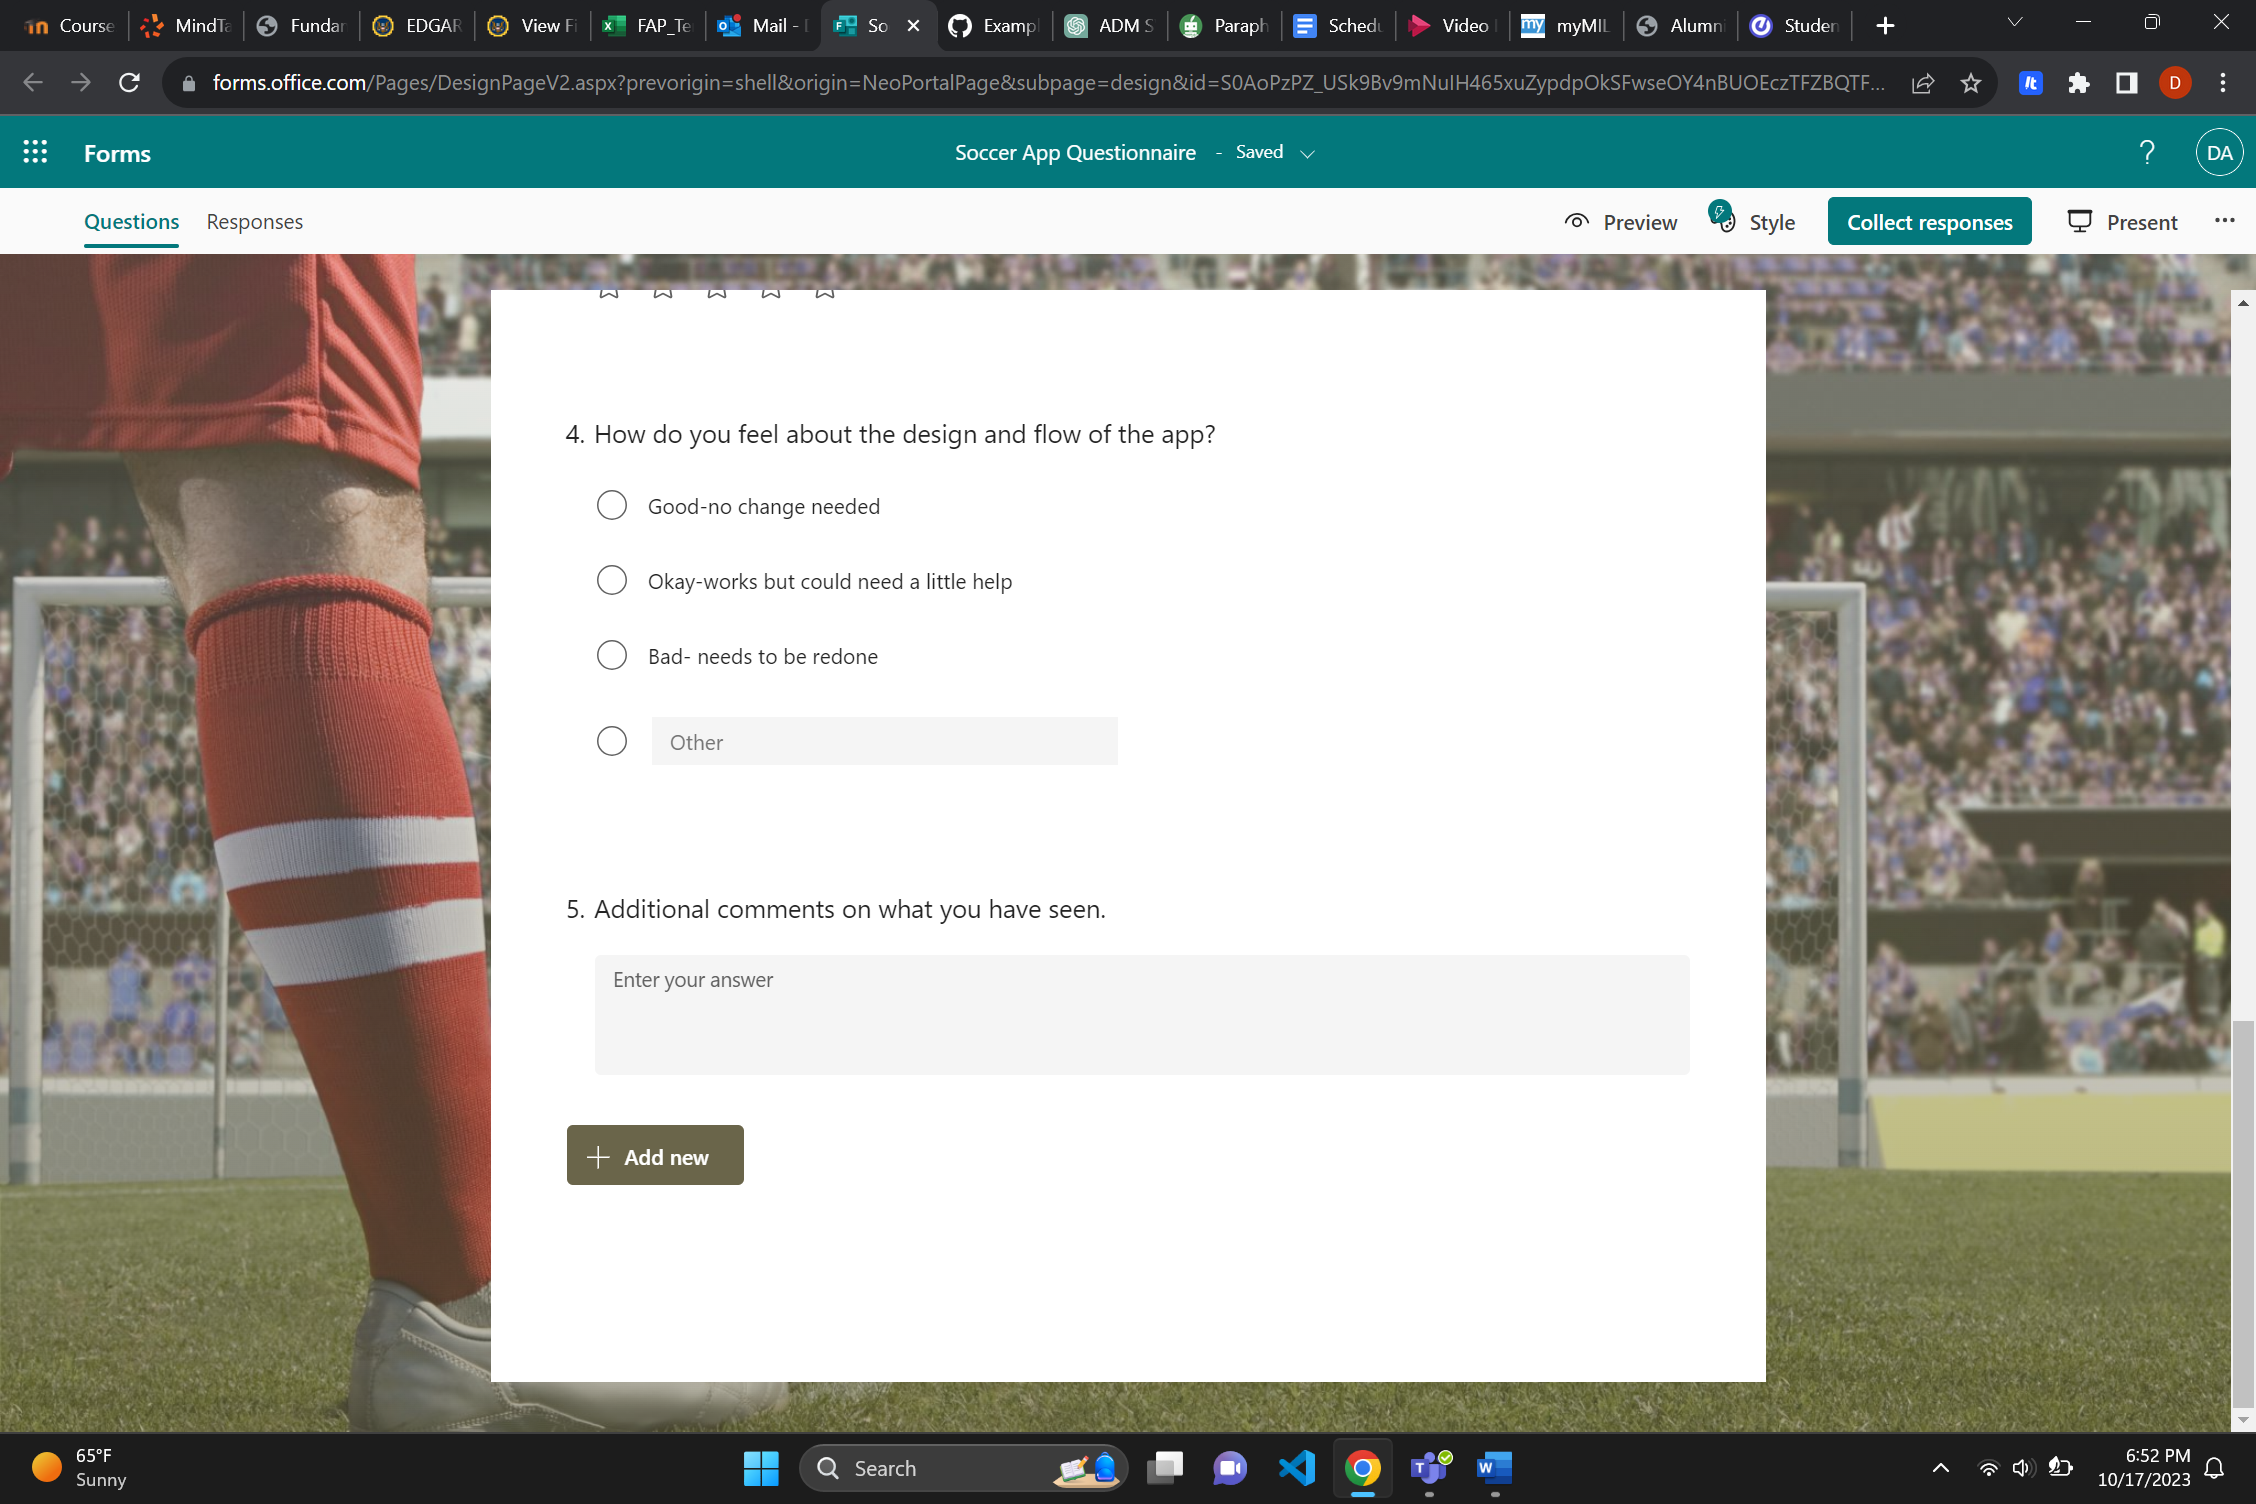 Course
MindTa
Fundar
EDGAR
View Fi
FAP_Te
Mail -
So
Exampl
ADM S
Paraph
Schedu
Video
myMIL
Alumni
Studen
forms.office.com/Pages/DesignPageV2.aspx?prevorigin=shell&origin=NeoPortalPage&subpage=design&id=S0AoPzPZ_USk9Bv9mNuIH465xuZypdpOkSFwseOY4nBUOEczTFZBQTF...
D
Forms
Soccer App Questionnaire - Saved
?
DA
Questions
Responses
Preview
Style
Collect responses
Present
4. How do you feel about the design and flow of the app?
Good-no change needed
Okay-works but could need a little help
Bad- needs to be redone
Other
5. Additional comments on what you have seen.
Enter your answer
+ Add new
65°F
Sunny
Search
6:52 PM
10/17/2023